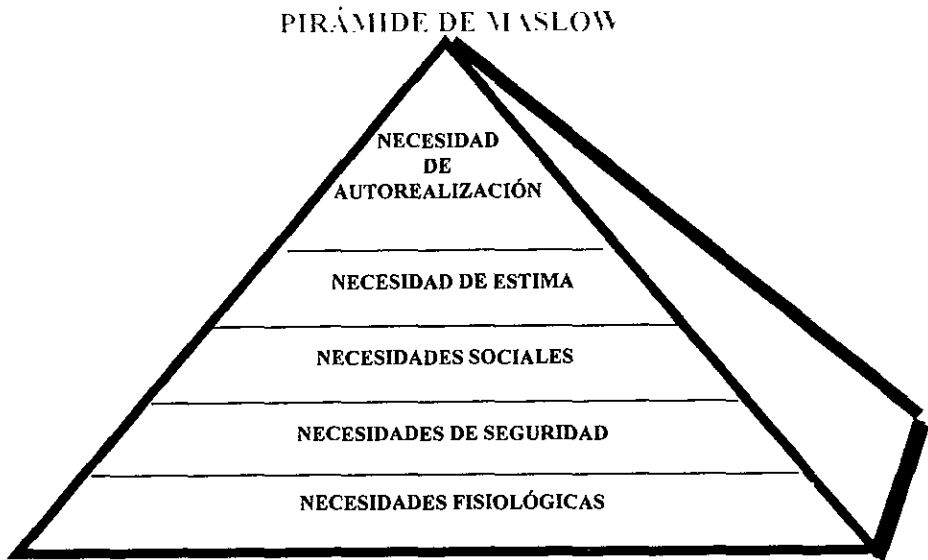 PIRÁMIDE DE MASLOW
NECESIDAD
DE
AUTOREALIZACIÓN
NECESIDAD DE ESTIMA
NECESIDADES SOCIALES
NECESIDADES DE SEGURIDAD
NECESIDADES FISIOLÓGICAS